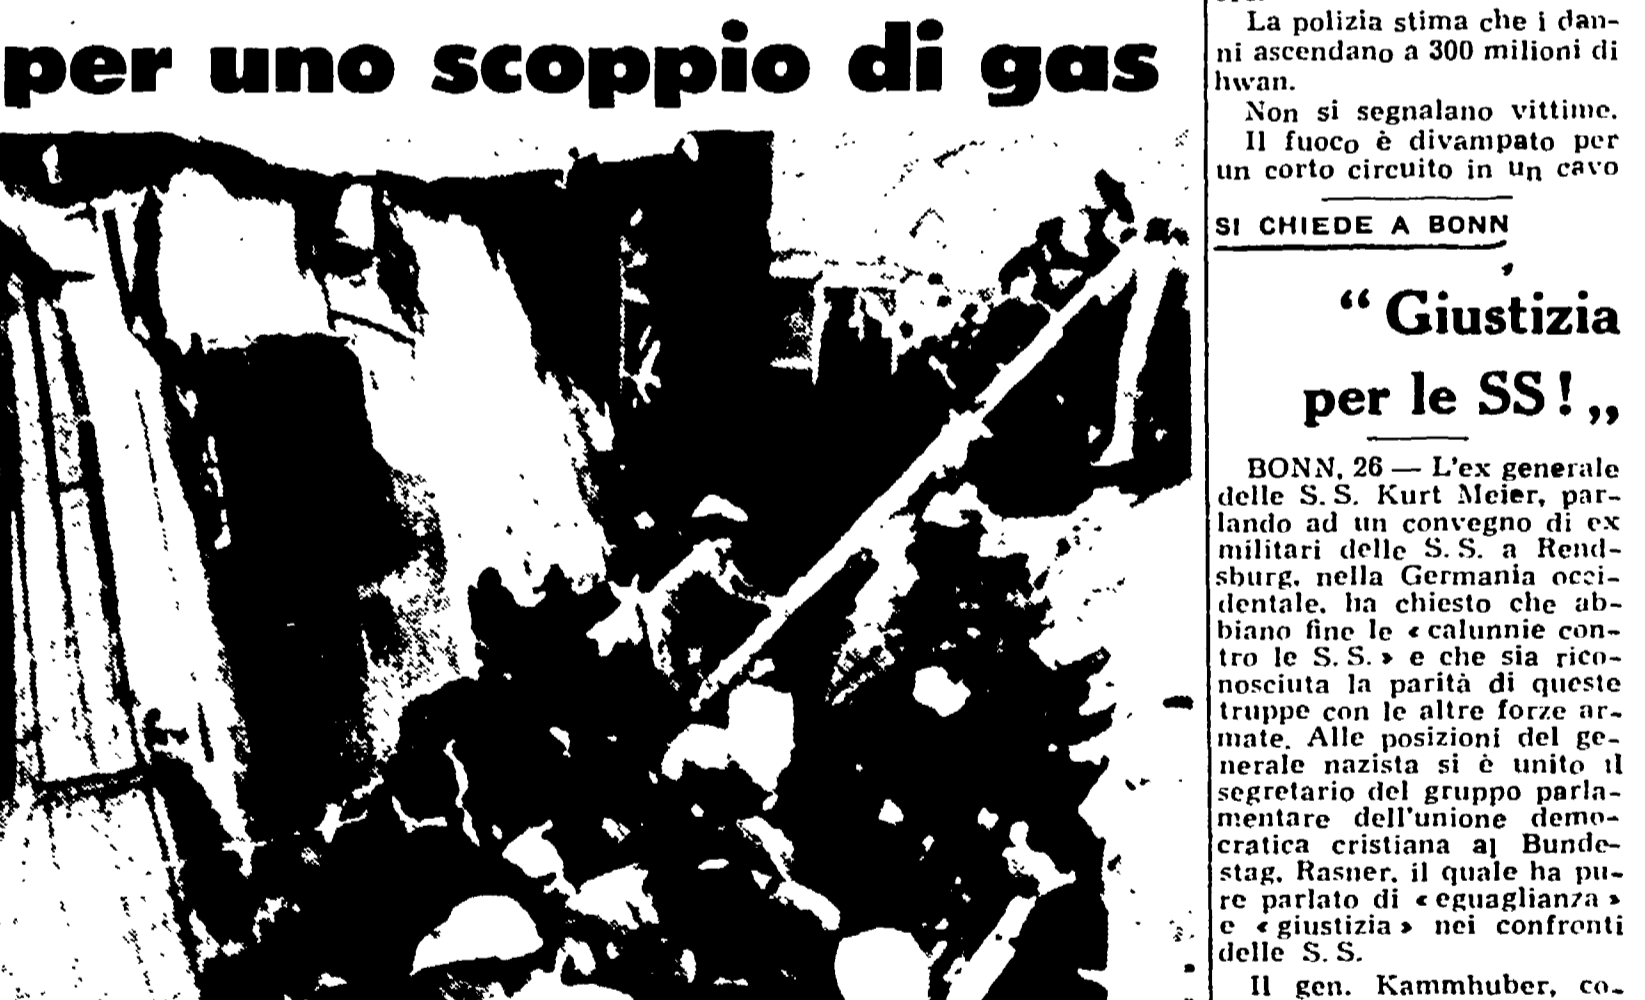 per uno scoppio di gas
La polizia stima che i dan-
ni ascendano a 300 milioni di
hwan.
Non si segnalano vittime.
Il fuoco è divampato per
un corto circuito in un cavo
SI CHIEDE A BONN
“ Giustizia
per le SS ! „
BONN, 26 — L'ex generale
delle S. S. Kurt Meier, par-
lando ad un convegno di ex
militari delle S. S. a Rend-
sburg, nella Germania occi-
dentale, ha chiesto che ab-
biano fine le « calunnie con-
tro le S. S. » e che sia rico-
nosciuta la parità di queste
truppe con le altre forze ar-
mate. Alle posizioni del ge-
nerale nazista si è unito il
segretario del gruppo parla-
mentare dell'unione demo-
cratica cristiana al Bunde-
stag, Rasner, il quale ha pu-
re parlato di « eguaglianza »
e « giustizia » nei confronti
delle S. S.
Il gen. Kammhuber, co-